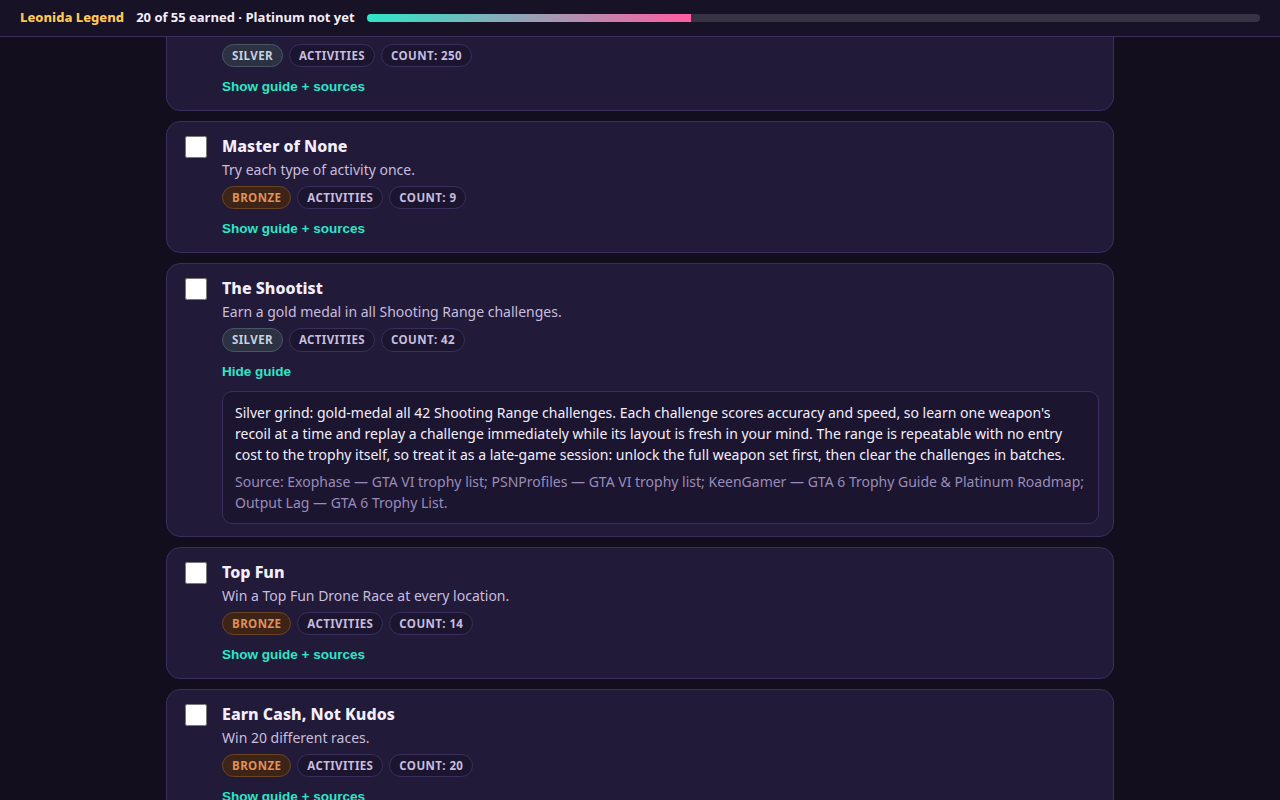 Leonida Legend 20 of 55 earned · Platinum not yet
SILVER ACTIVITIES COUNT: 250
Show guide + sources
Master of None
Try each type of activity once.
BRONZE ACTIVITIES COUNT: 9
Show guide + sources
The Shootist
Earn a gold medal in all Shooting Range challenges.
SILVER ACTIVITIES COUNT: 42
Hide guide
Silver grind: gold-medal all 42 Shooting Range challenges. Each challenge scores accuracy and speed, so learn one weapon's
recoil at a time and replay a challenge immediately while its layout is fresh in your mind. The range is repeatable with no entry
cost to the trophy itself, so treat it as a late-game session: unlock the full weapon set first, then clear the challenges in batches.
Source: Exophase — GTA VI trophy list; PSNProfiles — GTA VI trophy list; KeenGamer — GTA 6 Trophy Guide & Platinum Roadmap;
Output Lag — GTA 6 Trophy List.
Top Fun
Win a Top Fun Drone Race at every location.
BRONZE ACTIVITIES COUNT: 14
Show guide + sources
Earn Cash, Not Kudos
Win 20 different races.
BRONZE ACTIVITIES COUNT: 20
Show guide + sources